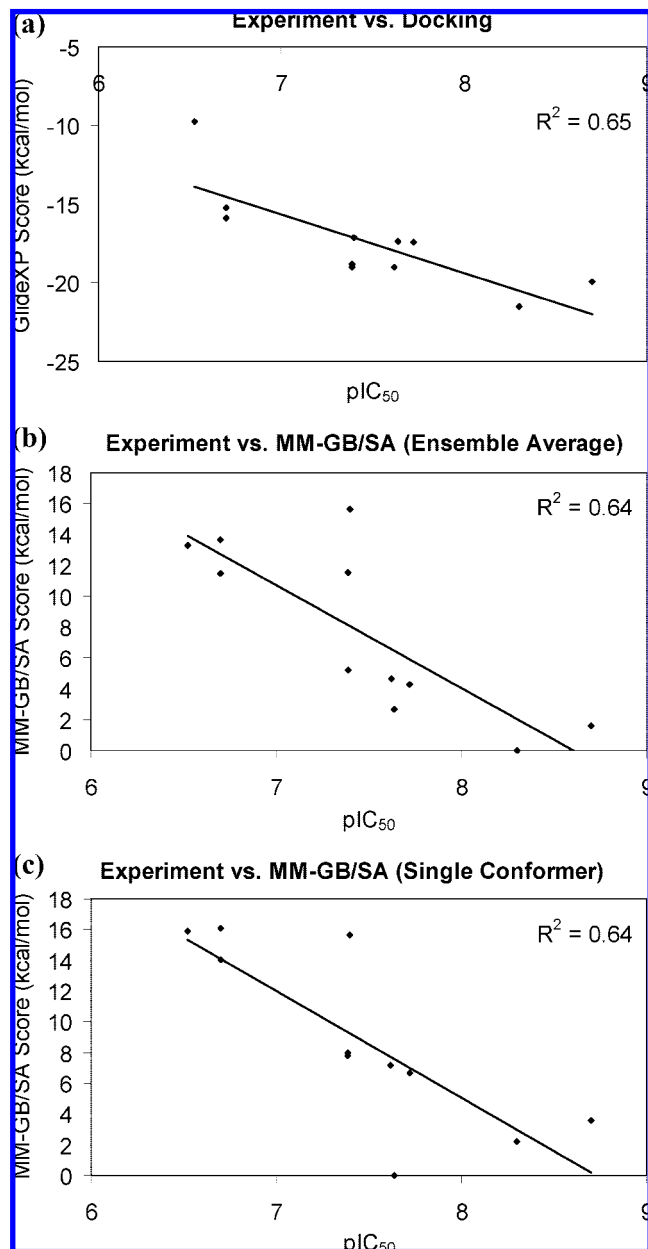 (a)
Experiment vs. Docking
-5
6 7 8 9
R² = 0.65
-10
-15
-20
-25
GlideXP Score (kcal/mol)
pIC₅₀
(b)
Experiment vs. MM-GB/SA (Ensemble Average)
18
R² = 0.64
16
14
12
10
8
6
4
2
0
MM-GB/SA Score (kcal/mol)
6 7 8 9
pIC₅₀
(c)
Experiment vs. MM-GB/SA (Single Conformer)
18
R² = 0.64
16
14
12
10
8
6
4
2
0
MM-GB/SA Score (kcal/mol)
6 7 8 9
pIC₅₀